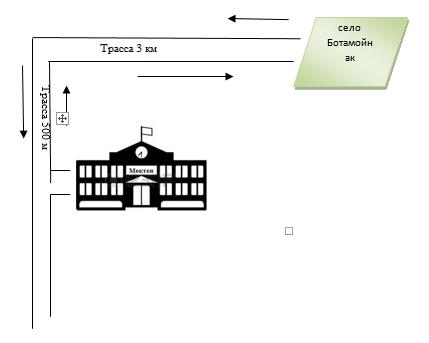 село
Ботамойн
ак
Трасса 3 км
Трасса 500 м
Мектеп